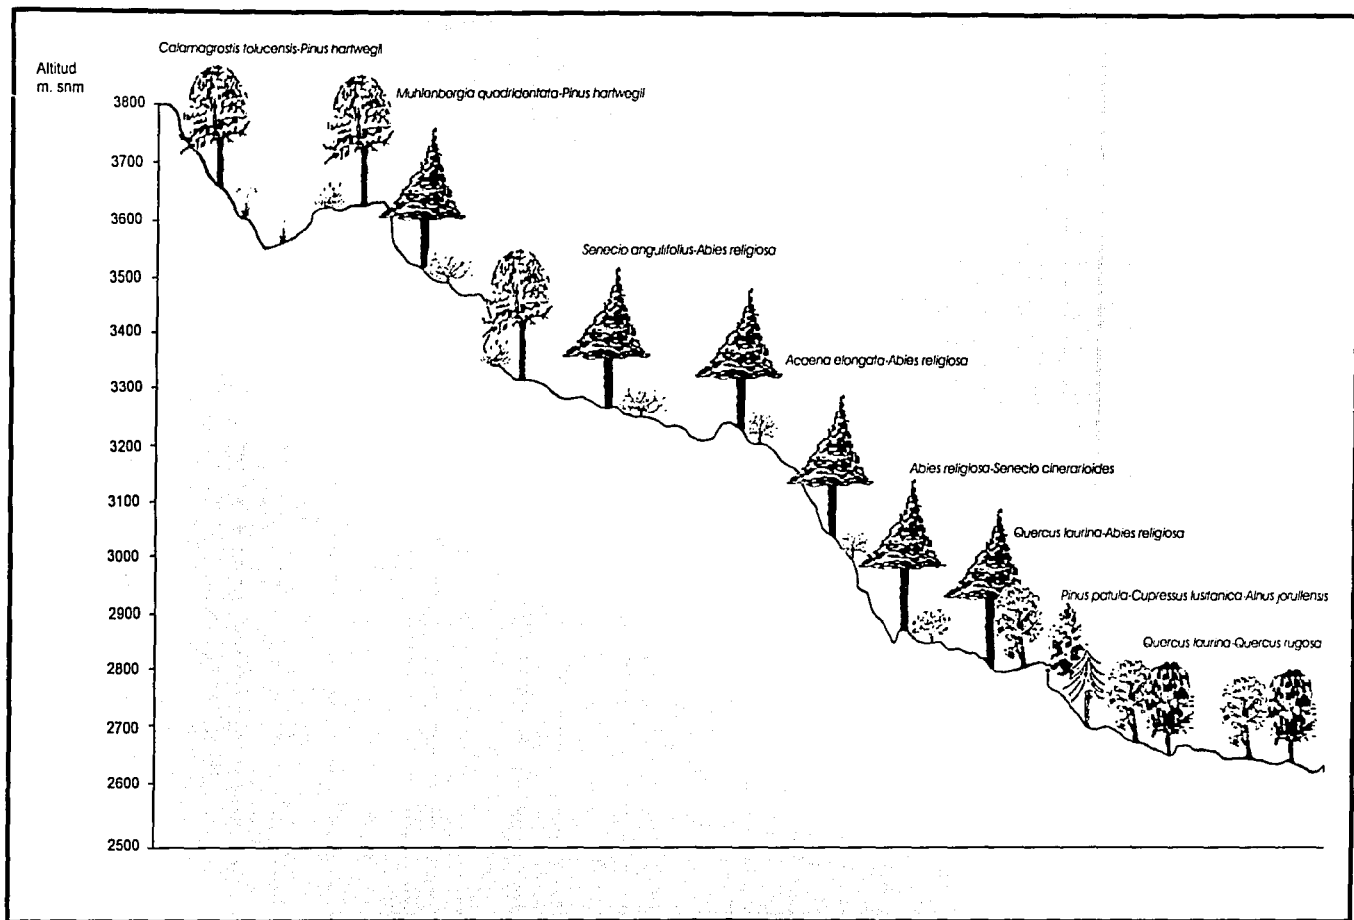 Calamagrostis tolucensis-Pinus hartwegii
Altitud
m. snm
Muhlenbergia quadridentata-Pinus hartwegii
3800
3700
3600
3500
3400
3300
3200
3100
3000
2900
2800
2700
2600
2500
Senecio angulifolius-Abies religiosa
Acaena elongata-Abies religiosa
Abies religiosa-Senecio cinerarioides
Quercus laurina-Abies religiosa
Pinus patula-Cupressus lusitanica-Alnus jorullensis
Quercus laurina-Quercus rugosa